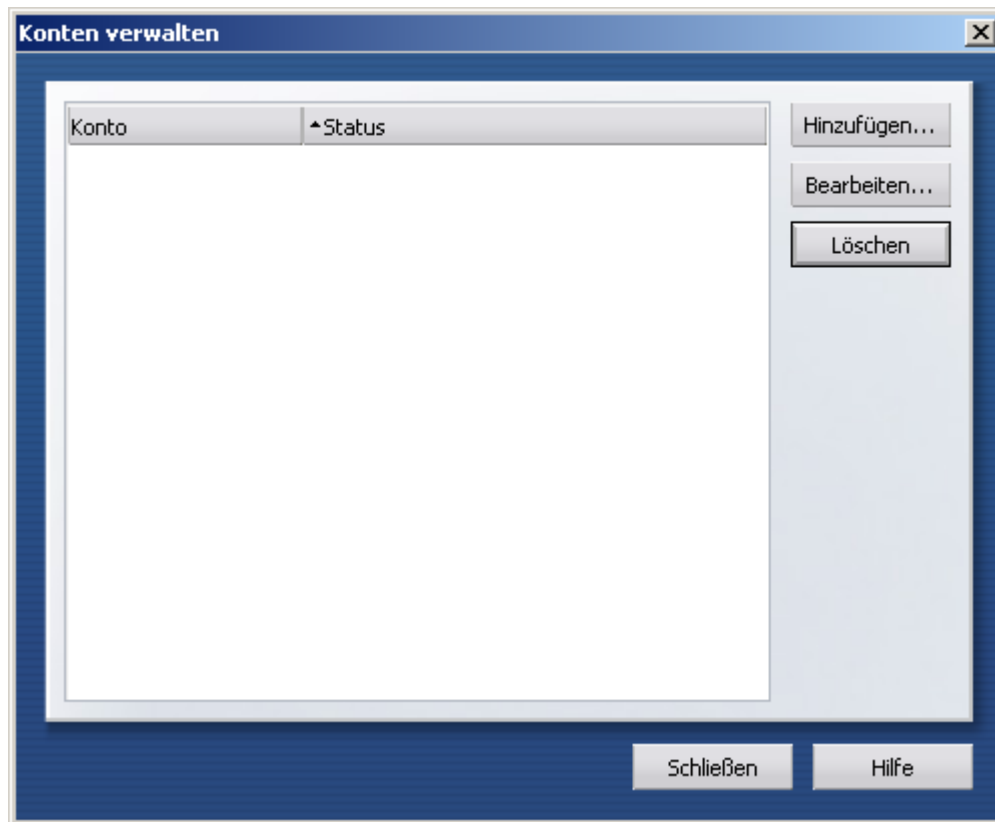 Konten verwalten
Konto
Status
Hinzufügen...
Bearbeiten...
Löschen
Schließen
Hilfe